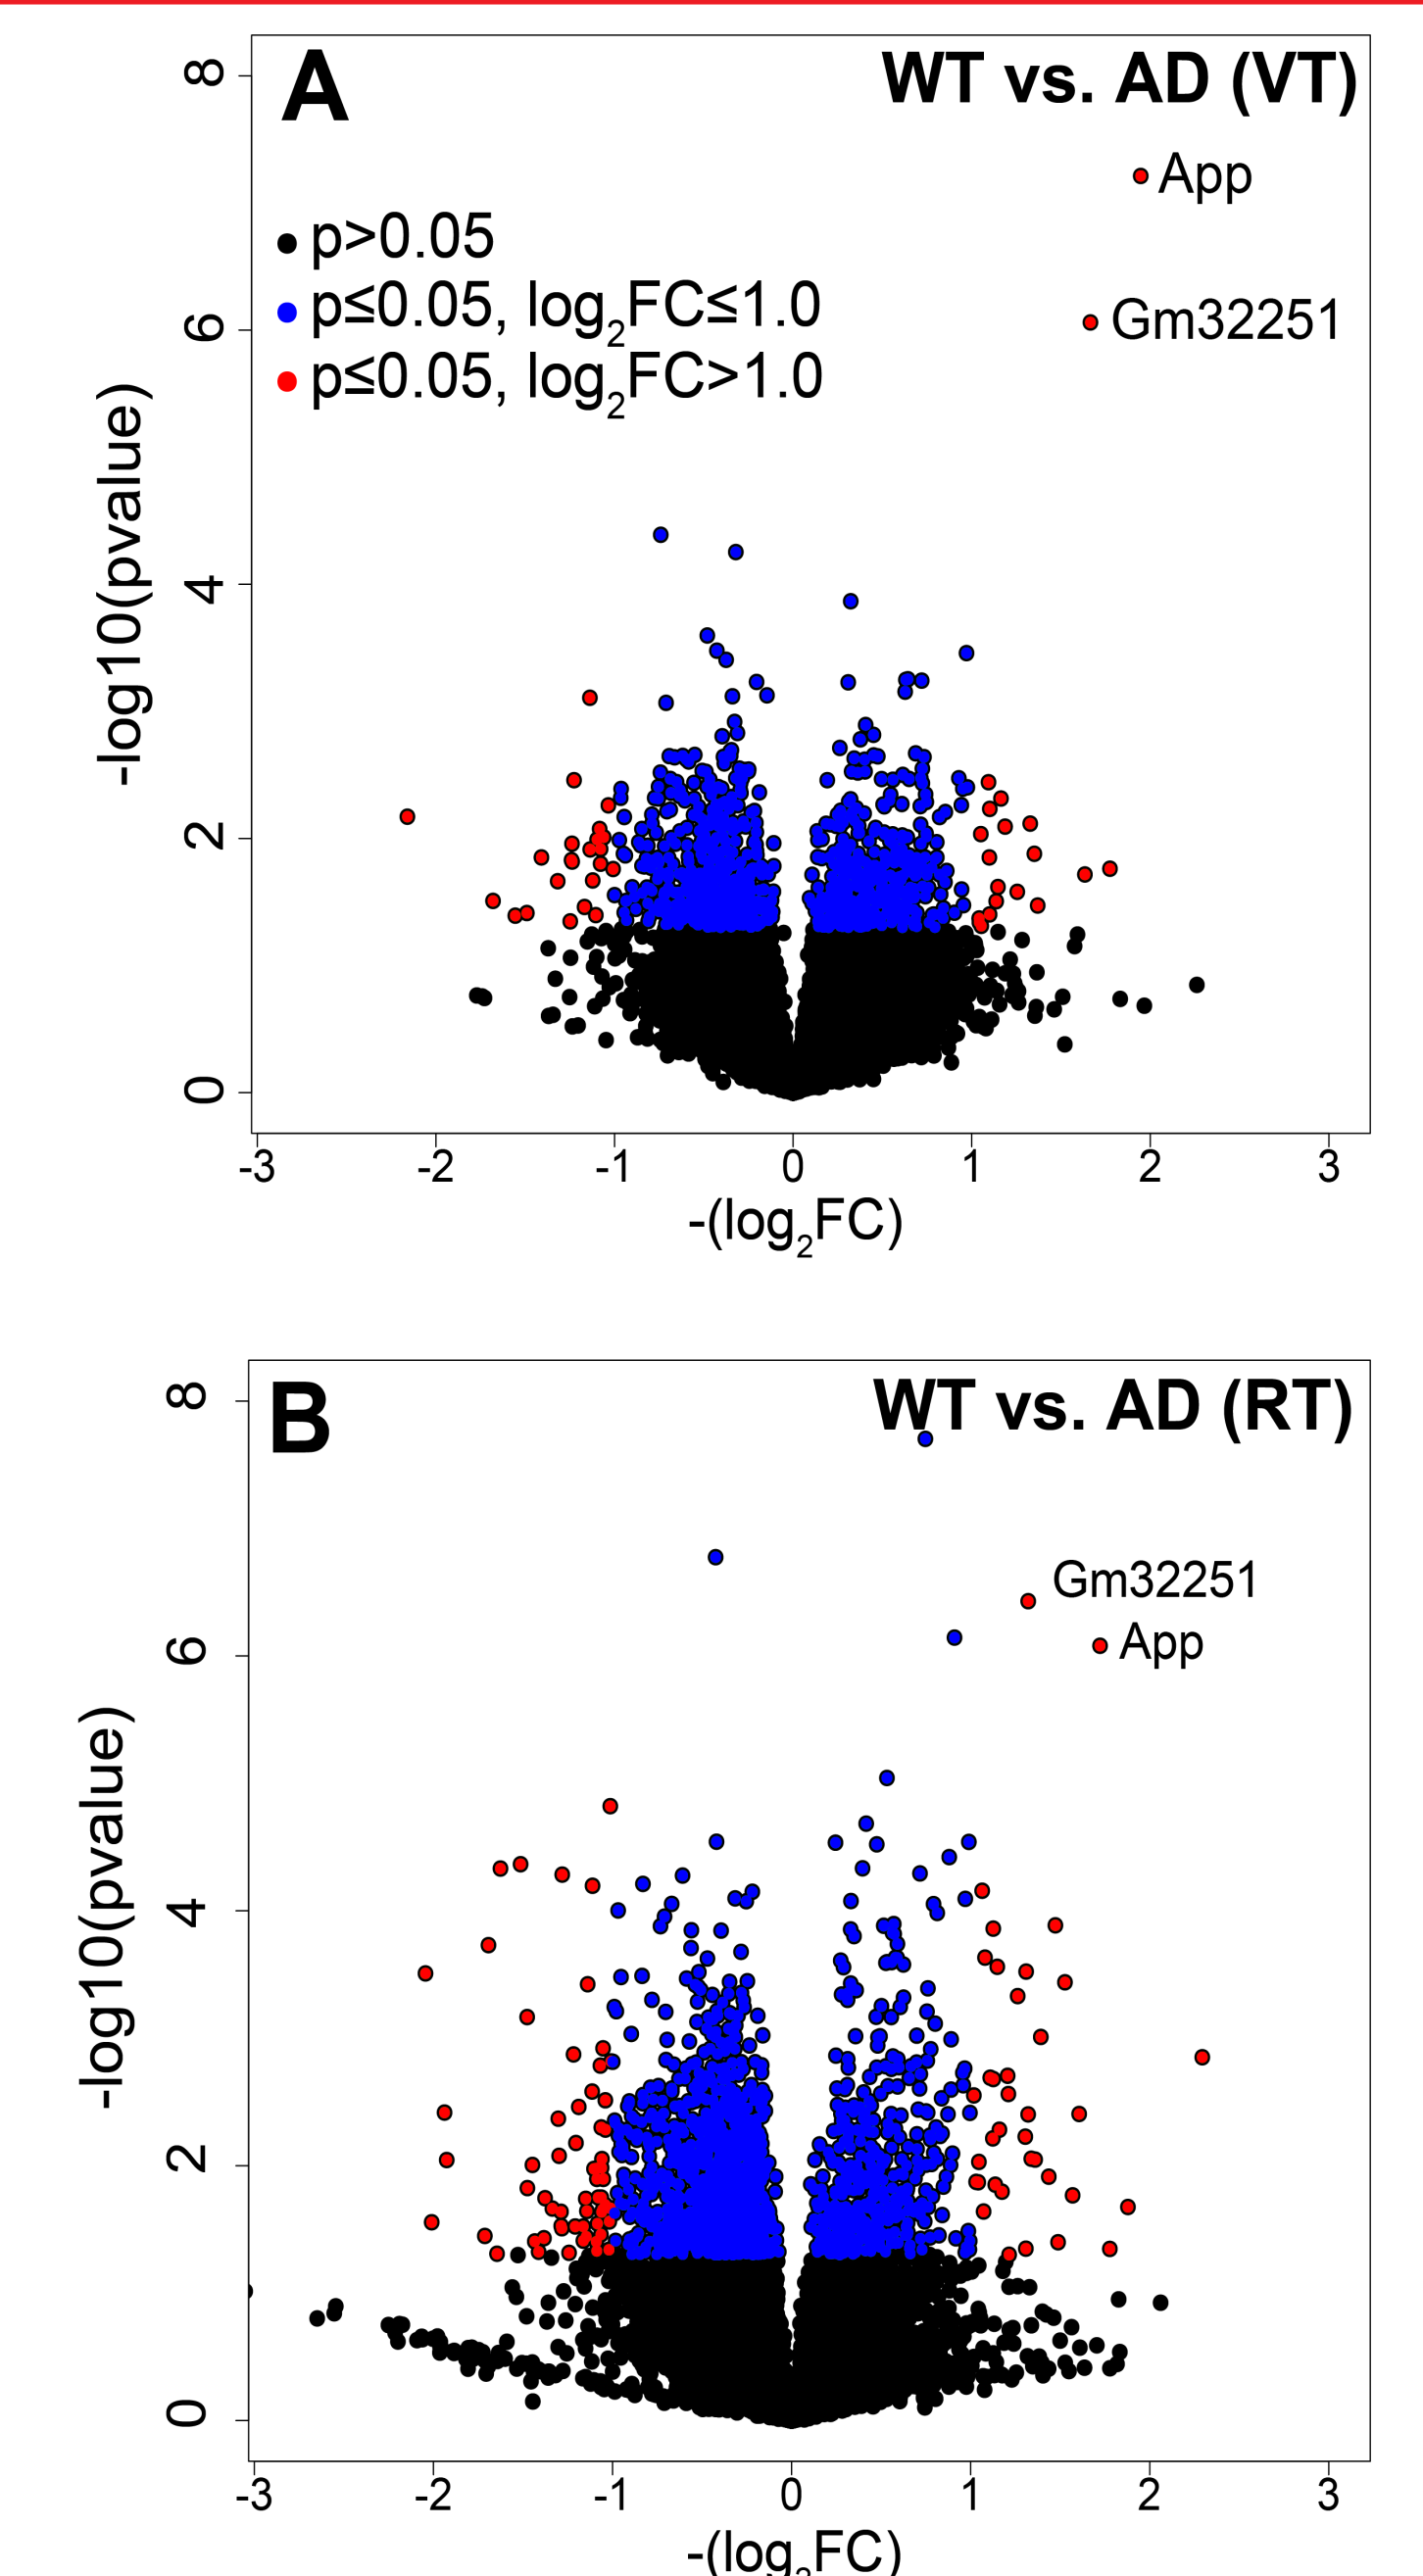 A
WT vs. AD (VT)
App
p>0.05
p≤0.05, log2FC≤1.0
Gm32251
p≤0.05, log2FC>1.0
-log10(pvalue)
8
6
4
2
0
-3 -2 -1 0 1 2 3
-(log2FC)
B
WT vs. AD (RT)
Gm32251
App
-log10(pvalue)
8
6
4
2
0
-3 -2 -1 0 1 2 3
-(log2FC)